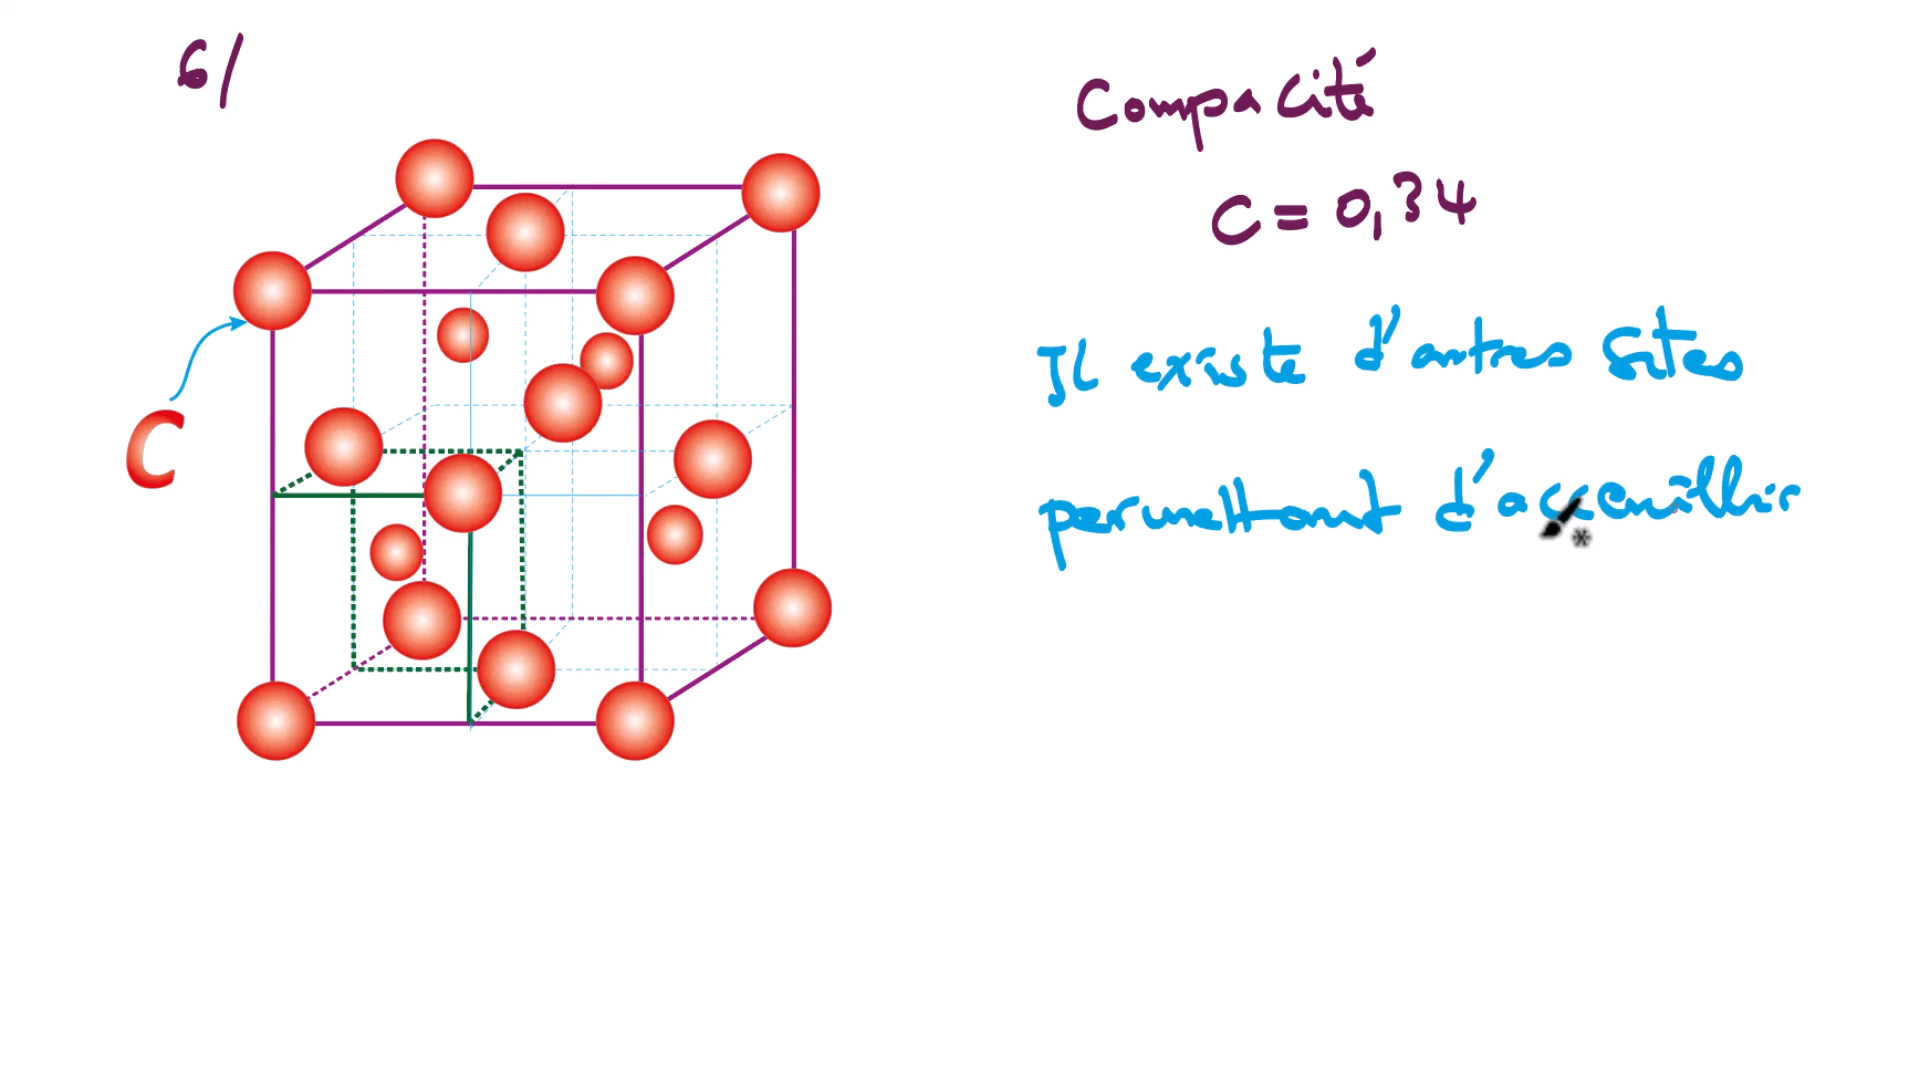 6/
Compacité
C = 0,34
C
Il existe d'autres sites
permettant d'accueillir